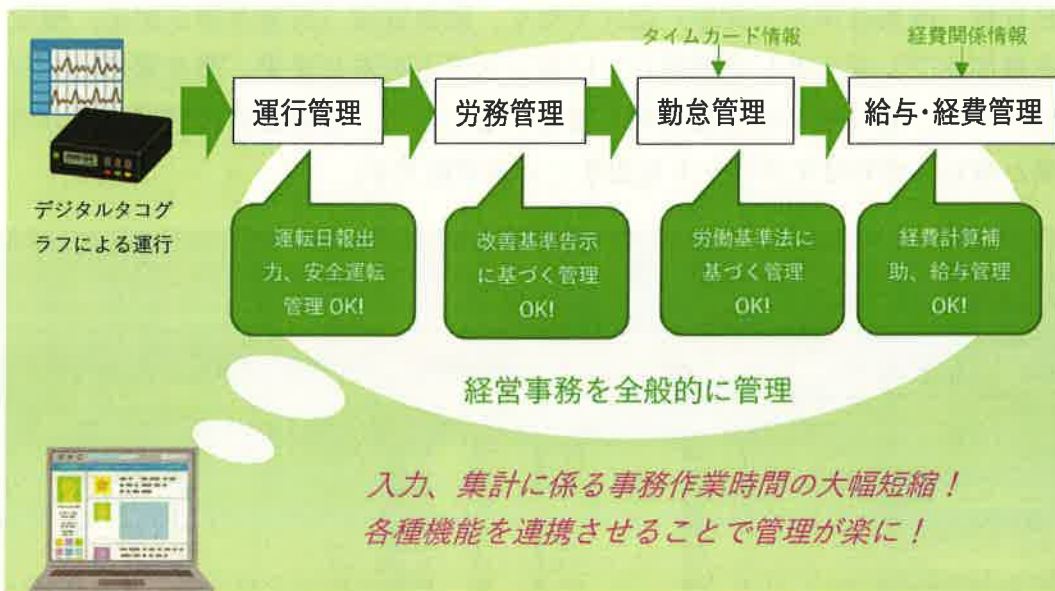 タイムカード情報
経費関係情報
運行管理
労務管理
勤怠管理
給与・経費管理
デジタルタコグ
ラフによる運行
運転日報出
力、安全運転
管理 OK!
改善基準告示
に基づく管理
OK!
労働基準法に
基づく管理
OK!
経費計算補
助、給与管理
OK!
経営事務を全般的に管理
入力、集計に係る事務作業時間の大幅短縮！
各種機能を連携させることで管理が楽に！